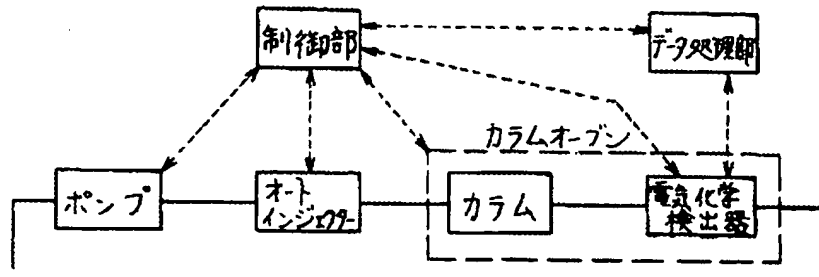 制御部
データ処理部
カラムオーブン
ポンプ
オート
インジェクター
カラム
電気化学
検出器